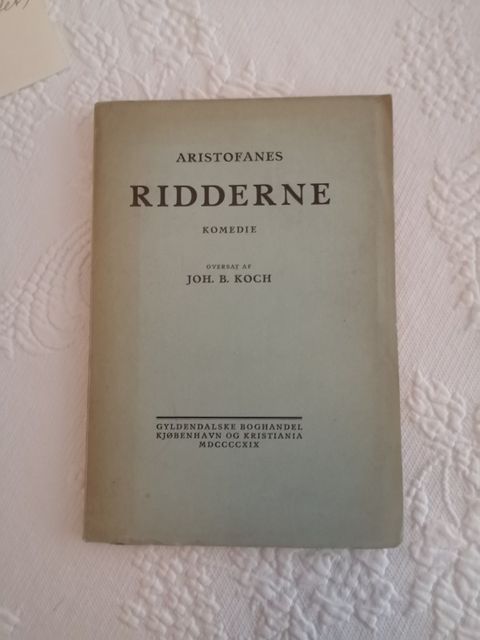 ARISTOFANES
RIDDERNE
KOMEDIE
OVERSAT AF
JOH. B. KOCH
GYLDENDALSKE BOGHANDEL
KJØBENHAVN OG KRISTIANIA
MDCCCCXIX